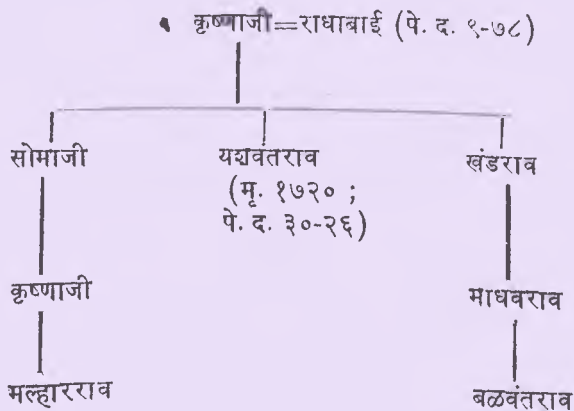 कृष्णाजी=राधाबाई (पे. द. ९-७८)
सोमाजी यशवंतराव खंडराव
(मृ. १७२० ;
पे. द. ३०-२६)
कृष्णाजी माधवराव
मल्हारराव बळवंतराव